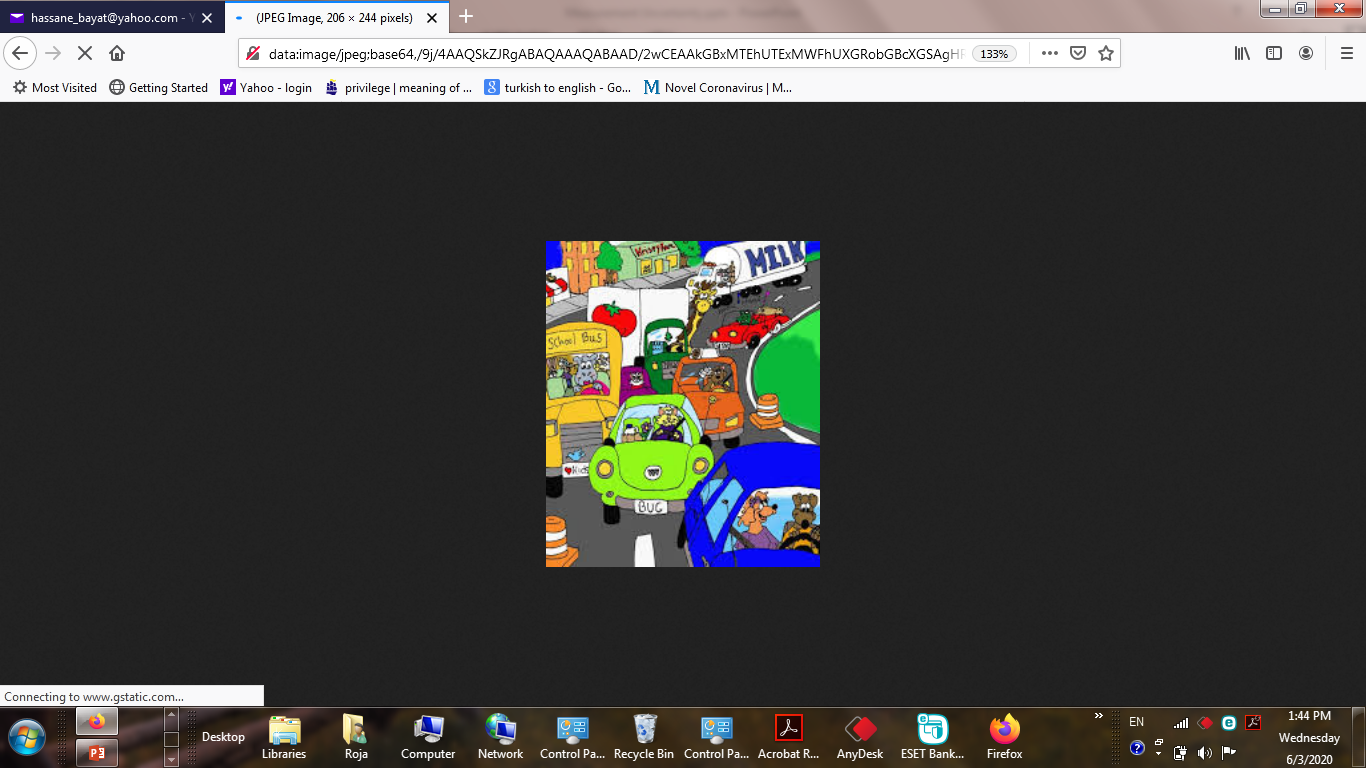 hassane_bayat@yahoo.com - Y
(JPEG Image, 206 × 244 pixels)
data:image/jpeg;base64,/9j/4AAQSkZJRgABAQAAAQABAAD/2wCEAAkGBxMTEhUTExMWFhUXGRobGBcXGSAgHF
133%
Most Visited
Getting Started
Yahoo - login
privilege | meaning of ...
turkish to english - Go...
Novel Coronavirus | M...
MILK
SCHOOL BUS
Kids
BUG
Connecting to www.gstatic.com...
Desktop
Libraries
Roja
Computer
Network
Control Pa...
Recycle Bin
Control Pa...
Acrobat R...
AnyDesk
ESET Bank...
Firefox
EN
1:44 PM
Wednesday
6/3/2020